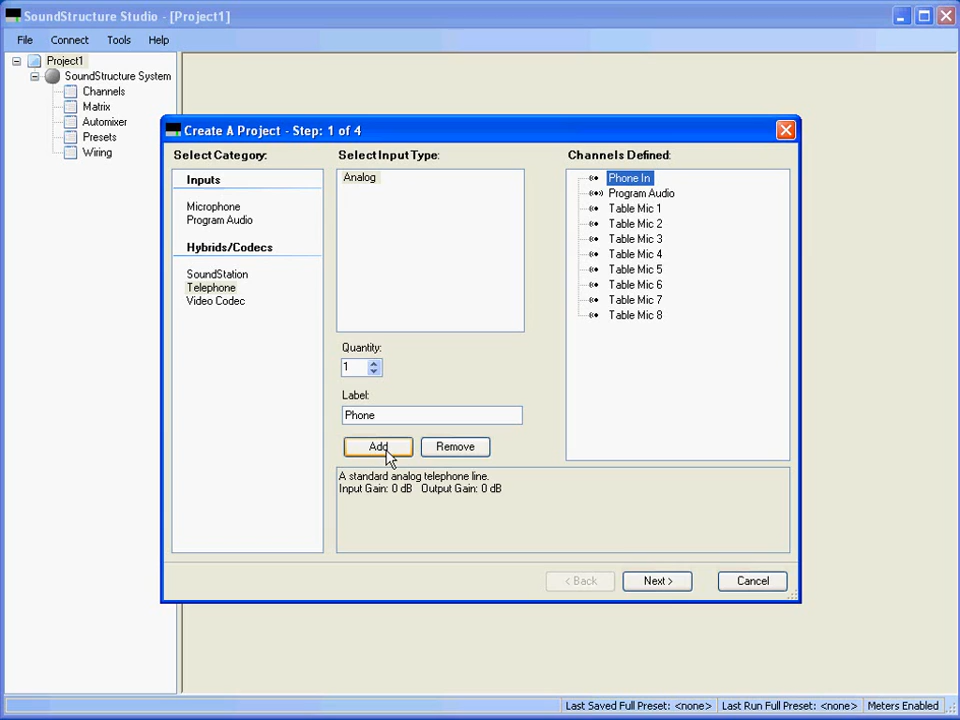 SoundStructure Studio - [Project1]
File Connect Tools Help
Project1
SoundStructure System
Channels
Matrix
Automixer
Presets
Wiring
Create A Project - Step: 1 of 4
Select Category:
Inputs
Microphone
Program Audio
Hybrids/Codecs
SoundStation
Telephone
Video Codec
Select Input Type:
Analog
Quantity:
1
Label:
Phone
Add Remove
A standard analog telephone line.
Input Gain: 0 dB Output Gain: 0 dB
Channels Defined:
Phone In
Program Audio
Table Mic 1
Table Mic 2
Table Mic 3
Table Mic 4
Table Mic 5
Table Mic 6
Table Mic 7
Table Mic 8
< Back Next > Cancel
Last Saved Full Preset: <none> Last Run Full Preset: <none> Meters Enabled